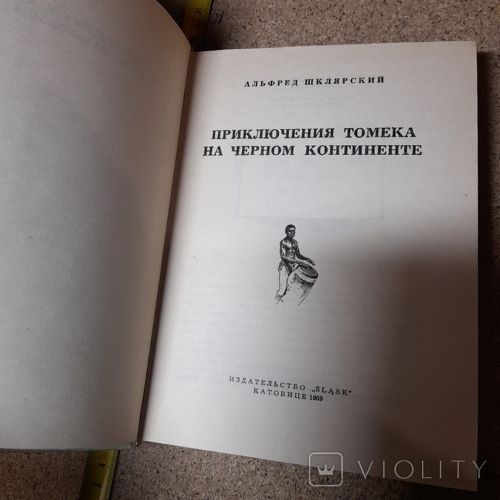 АЛЬФРЕД ШКЛЯРСКИЙ
ПРИКЛЮЧЕНИЯ ТОМЕКА
НА ЧЕРНОМ КОНТИНЕНТЕ
ИЗДАТЕЛЬСТВО „ŚLĄSK"
КАТОВИЦЕ 1969
VIOLITY